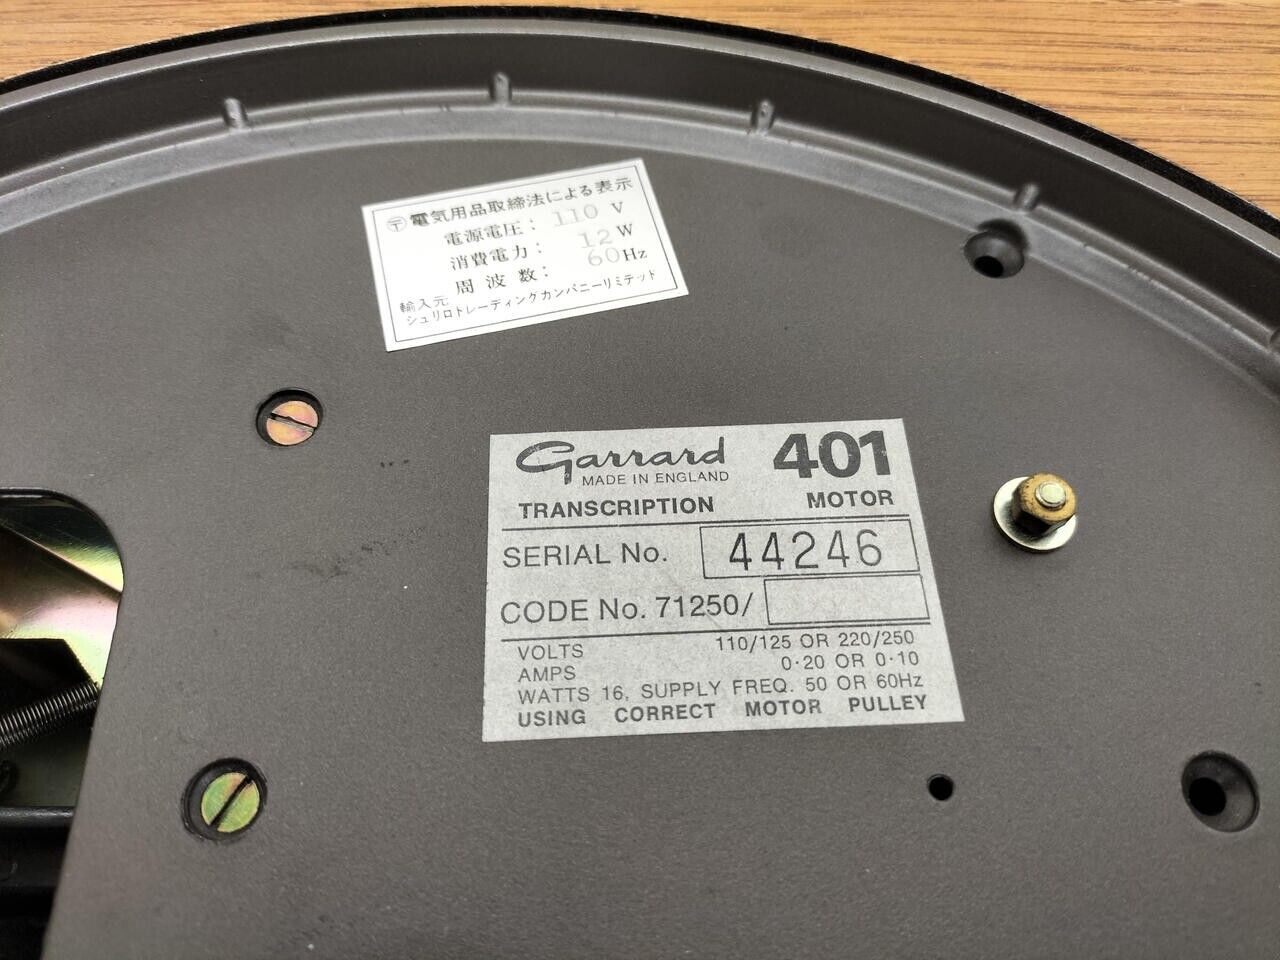 〒電気用品取締法による表示
電源電圧: 110 V
消費電力: 12W
周波数: 60Hz
輸入元
シュリロトレーディングカンパニーリミテッド
Garrard 401
MADE IN ENGLAND
TRANSCRIPTION MOTOR
SERIAL No. 44246
CODE No. 71250/
VOLTS 110/125 OR 220/250
AMPS 0·20 OR 0·10
WATTS 16, SUPPLY FREQ. 50 OR 60Hz
USING CORRECT MOTOR PULLEY